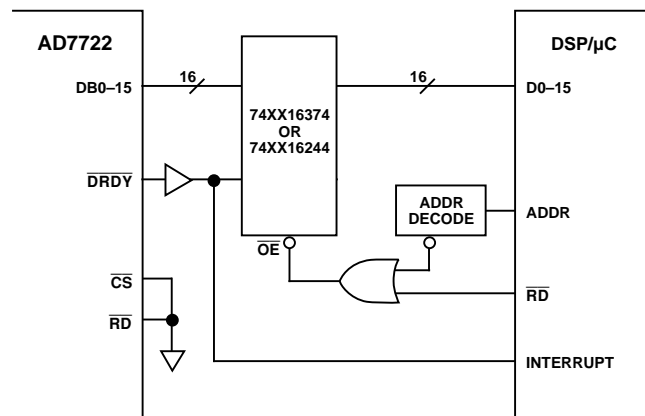 AD7722
DSP/µC
DB0–15
16
16
D0–15
74XX16374
OR
74XX16244
DRDY
ADDR
DECODE
ADDR
OE
CS
RD
RD
INTERRUPT